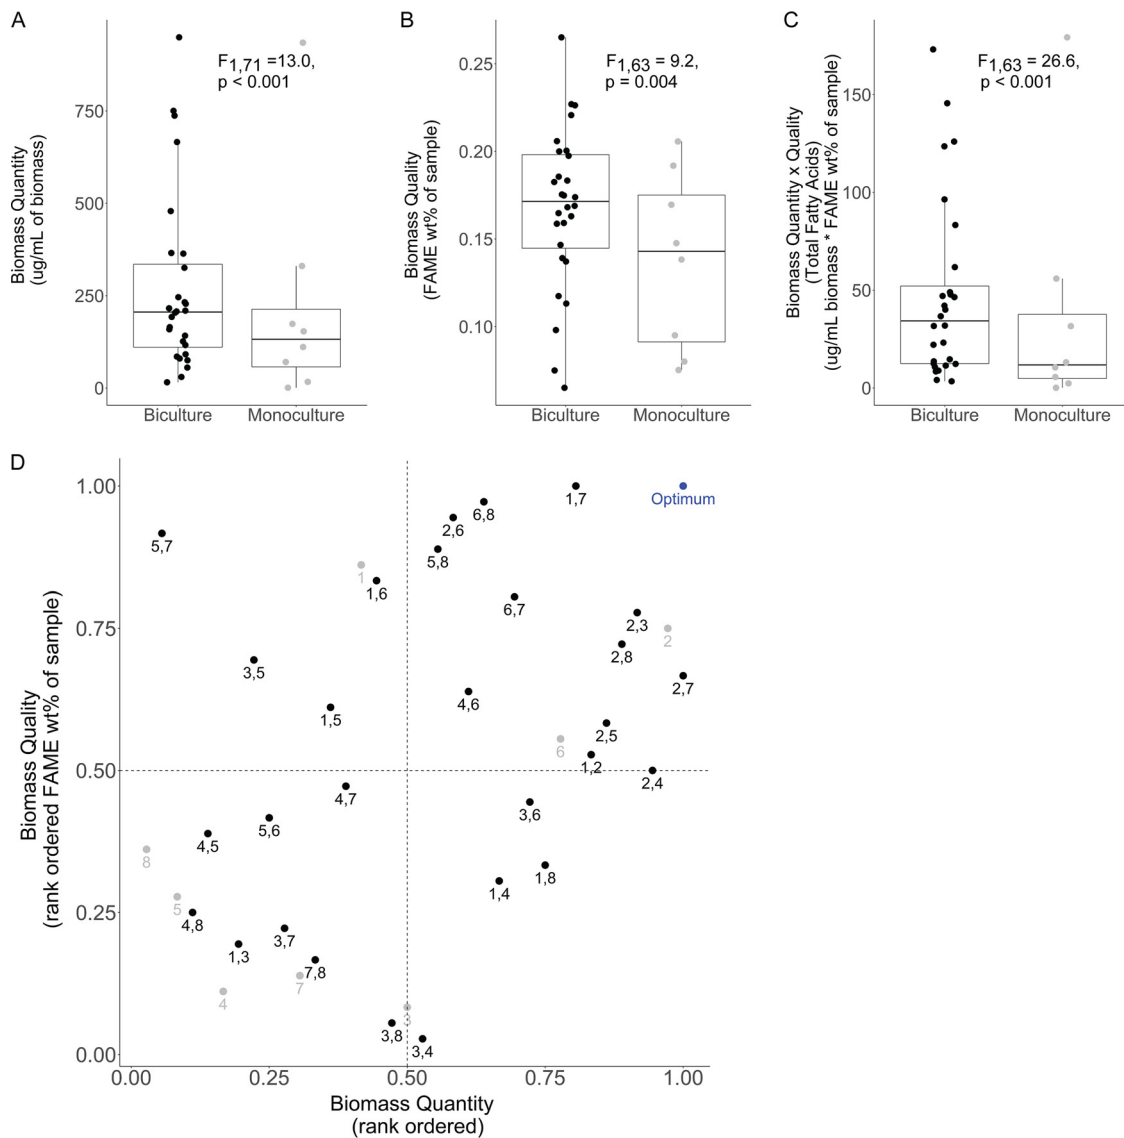 A
F1,71 =13.0,
p < 0.001
Biomass Quantity
(ug/mL of biomass)
750
500
250
0
Biculture
Monoculture
B
F1,63 = 9.2,
p = 0.004
Biomass Quality
(FAME wt% of sample)
0.25
0.20
0.15
0.10
Biculture
Monoculture
C
F1,63 = 26.6,
p < 0.001
Biomass Quantity x Quality
(Total Fatty Acids)
(ug/mL biomass * FAME wt% of sample)
150
100
50
0
Biculture
Monoculture
D
Biomass Quality
(rank ordered FAME wt% of sample)
1.00
0.75
0.50
0.25
0.00
Optimum
1,7
6,8
2,6
5,7
5,8
1
1,6
6,7
2,3
2
2,8
3,5
2,7
4,6
1,5
2,5
6
1,2
2,4
4,7
3,6
5,6
4,5
8
1,8
1,4
5
4,8
3,7
1,3
7,8
7
4
3
3,8
3,4
0.00
0.25
0.50
0.75
1.00
Biomass Quantity
(rank ordered)